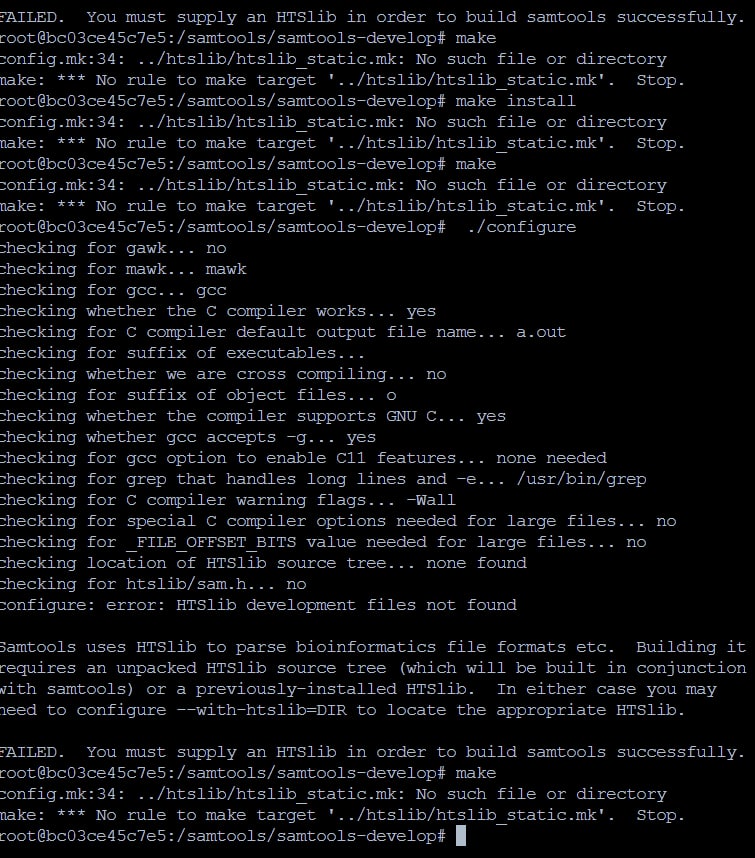 FAILED.  You must supply an HTSlib in order to build samtools successfully.
root@bc03ce45c7e5:/samtools/samtools-develop# make
config.mk:34: ../htslib/htslib_static.mk: No such file or directory
make: *** No rule to make target '../htslib/htslib_static.mk'.  Stop.
root@bc03ce45c7e5:/samtools/samtools-develop# make install
config.mk:34: ../htslib/htslib_static.mk: No such file or directory
make: *** No rule to make target '../htslib/htslib_static.mk'.  Stop.
root@bc03ce45c7e5:/samtools/samtools-develop# make
config.mk:34: ../htslib/htslib_static.mk: No such file or directory
make: *** No rule to make target '../htslib/htslib_static.mk'.  Stop.
root@bc03ce45c7e5:/samtools/samtools-develop#  ./configure
checking for gawk... no
checking for mawk... mawk
checking for gcc... gcc
checking whether the C compiler works... yes
checking for C compiler default output file name... a.out
checking for suffix of executables...
checking whether we are cross compiling... no
checking for suffix of object files... o
checking whether the compiler supports GNU C... yes
checking whether gcc accepts -g... yes
checking for gcc option to enable C11 features... none needed
checking for grep that handles long lines and -e... /usr/bin/grep
checking for C compiler warning flags... -Wall
checking for special C compiler options needed for large files... no
checking for _FILE_OFFSET_BITS value needed for large files... no
checking location of HTSlib source tree... none found
checking for htslib/sam.h... no
configure: error: HTSlib development files not found

Samtools uses HTSlib to parse bioinformatics file formats etc.  Building it
requires an unpacked HTSlib source tree (which will be built in conjunction
with samtools) or a previously-installed HTSlib.  In either case you may
need to configure --with-htslib=DIR to locate the appropriate HTSlib.

FAILED.  You must supply an HTSlib in order to build samtools successfully.
root@bc03ce45c7e5:/samtools/samtools-develop# make
config.mk:34: ../htslib/htslib_static.mk: No such file or directory
make: *** No rule to make target '../htslib/htslib_static.mk'.  Stop.
root@bc03ce45c7e5:/samtools/samtools-develop#